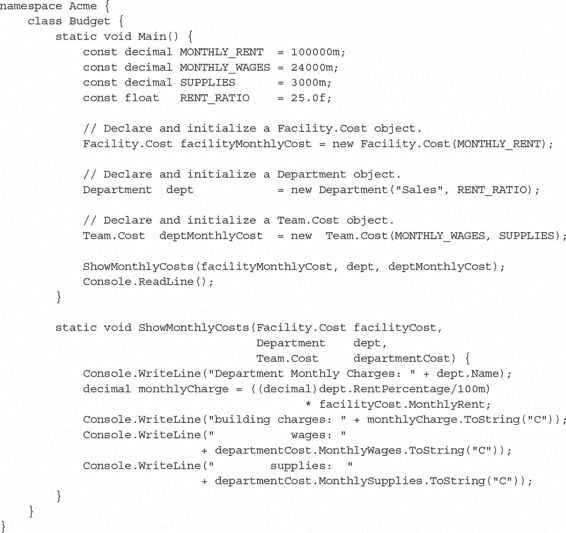 namespace Acme {
    class Budget {
        static void Main() {
            const decimal MONTHLY_RENT  = 100000m;
            const decimal MONTHLY_WAGES = 24000m;
            const decimal SUPPLIES      = 3000m;
            const float   RENT_RATIO    = 25.0f;

            // Declare and initialize a Facility.Cost object.
            Facility.Cost facilityMonthlyCost = new Facility.Cost(MONTHLY_RENT);

            // Declare and initialize a Department object.
            Department  dept            = new Department("Sales", RENT_RATIO);

            // Declare and initialize a Team.Cost object.
            Team.Cost  deptMonthlyCost  = new  Team.Cost(MONTHLY_WAGES, SUPPLIES);

            ShowMonthlyCosts(facilityMonthlyCost, dept, deptMonthlyCost);
            Console.ReadLine();
        }

        static void ShowMonthlyCosts(Facility.Cost facilityCost,
                                     Department    dept,
                                     Team.Cost     departmentCost) {
            Console.WriteLine("Department Monthly Charges: " + dept.Name);
            decimal monthlyCharge = ((decimal)dept.RentPercentage/100m)
                                            * facilityCost.MonthlyRent;
            Console.WriteLine("building charges: " + monthlyCharge.ToString("C"));
            Console.WriteLine("           wages: "
                             + departmentCost.MonthlyWages.ToString("C"));
            Console.WriteLine("        supplies:  "
                             + departmentCost.MonthlySupplies.ToString("C"));
        }
    }
}